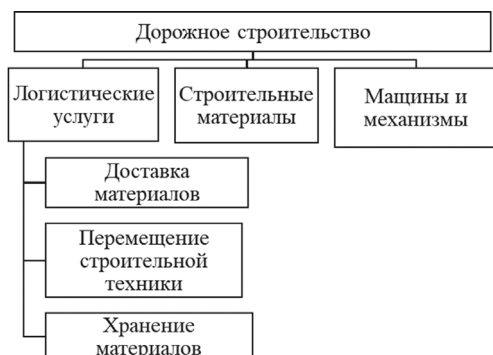 Дорожное строительство
Логистические
услуги
Строительные
материалы
Мащины и
механизмы
Доставка
материалов
Перемещение
строительной
техники
Хранение
материалов